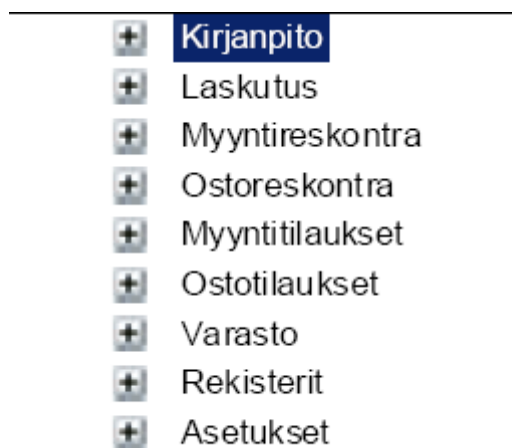 Kirjanpito
Laskutus
Myyntireskontra
Ostoreskontra
Myyntitilaukset
Ostotilaukset
Varasto
Rekisterit
Asetukset